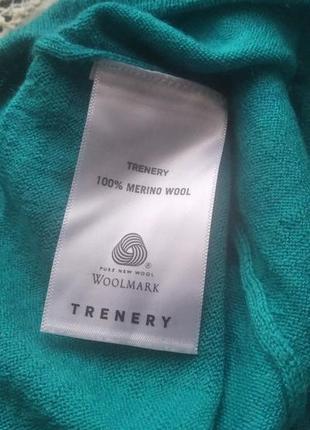 TRENERY
100% MERINO WOOL
PURE NEW WOOL
WOOLMARK
TRENERY